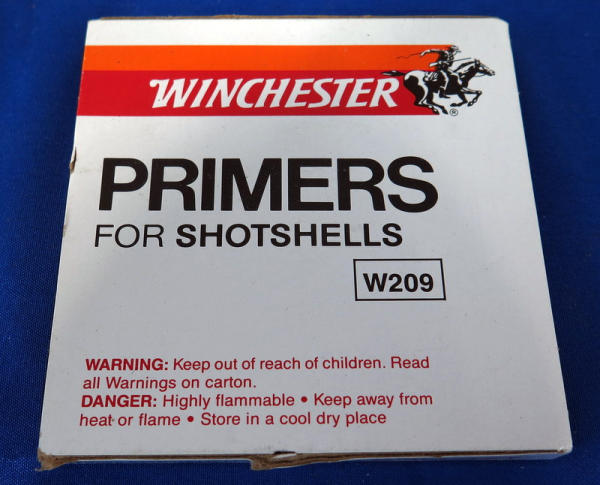 WINCHESTER
®
PRIMERS
FOR SHOTSHELLS
W209
WARNING: Keep out of reach of children. Read
all Warnings on carton.
DANGER: Highly flammable • Keep away from
heat or flame • Store in a cool dry place